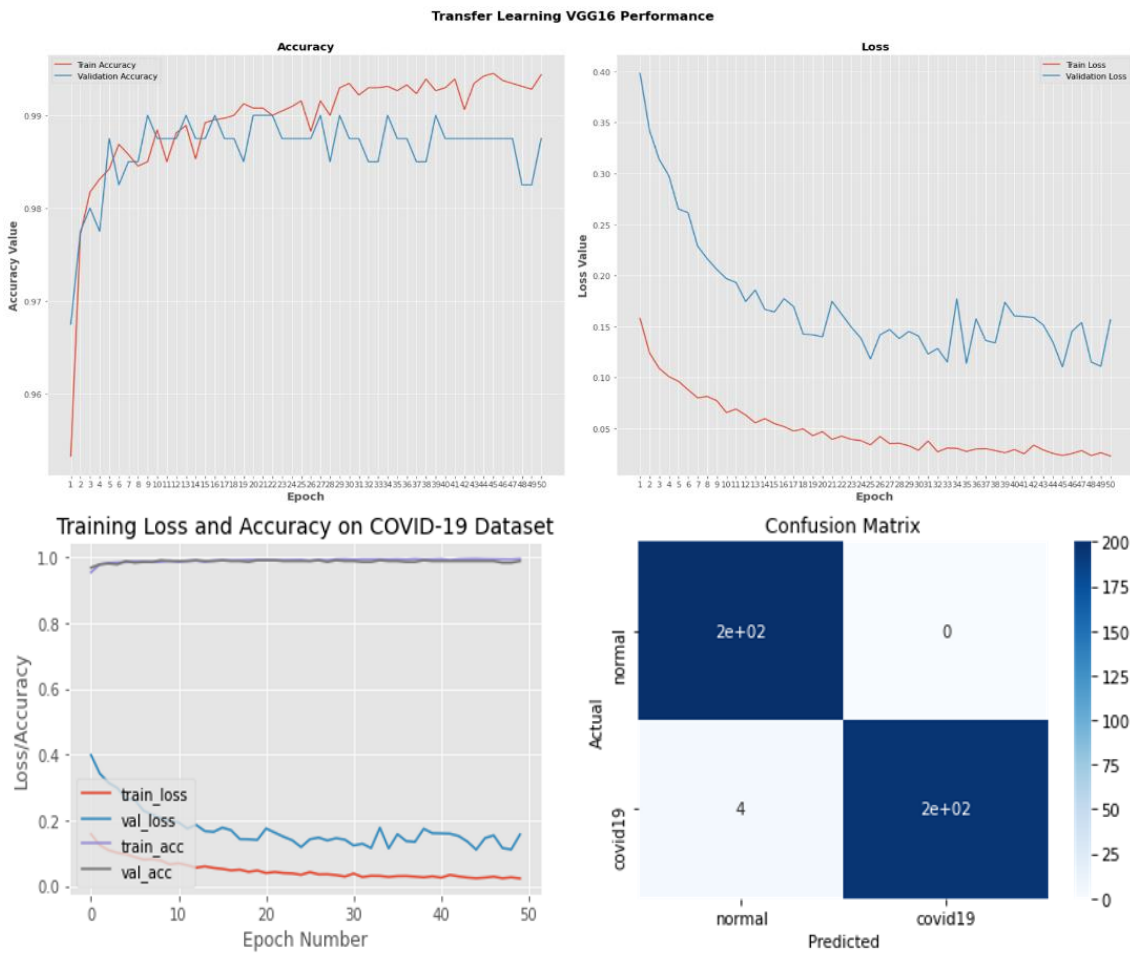 Transfer Learning VGG16 Performance
Accuracy
Train Accuracy
Validation Accuracy
0.99
0.98
0.97
0.96
Accuracy Value
1 2 3 4 5 6 7 8 9 10 11 12 13 14 15 16 17 18 19 20 21 22 23 24 25 26 27 28 29 30 31 32 33 34 35 36 37 38 39 40 41 42 43 44 45 46 47 48 49 50
Epoch
Loss
Train Loss
Validation Loss
0.40
0.35
0.30
0.25
0.20
0.15
0.10
0.05
Loss Value
1 2 3 4 5 6 7 8 9 10 11 12 13 14 15 16 17 18 19 20 21 22 23 24 25 26 27 28 29 30 31 32 33 34 35 36 37 38 39 40 41 42 43 44 45 46 47 48 49 50
Epoch
Training Loss and Accuracy on COVID-19 Dataset
1.0
0.8
0.6
0.4
0.2
0.0
Loss/Accuracy
train_loss
val_loss
train_acc
val_acc
0 10 20 30 40 50
Epoch Number
Confusion Matrix
normal
covid19
Actual
2e+02 0
4 2e+02
normal covid19
Predicted
200
175
150
125
100
75
50
25
0